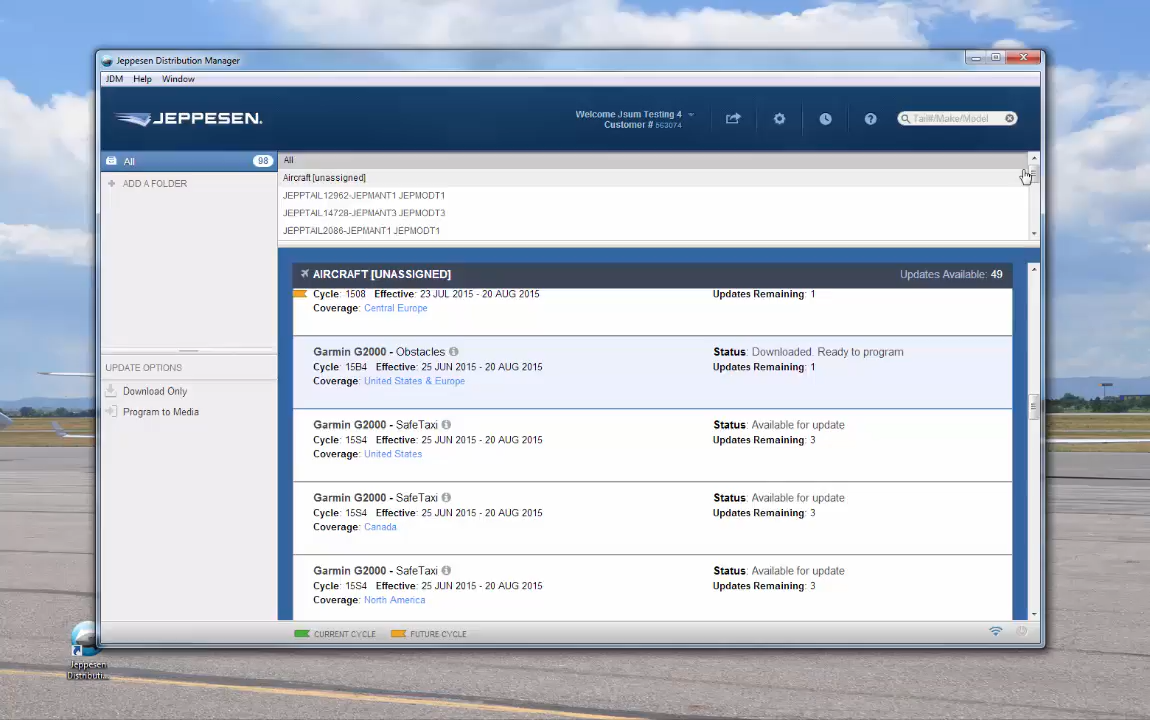 Jeppesen Distribution Manager
JDM Help Window
JEPPESEN.
Welcome Jsum Testing 4
Customer # 563074
Tail#/Make/Model
All 98
ADD A FOLDER
All
Aircraft [unassigned]
JEPPTAIL12962-JEPMANT1 JEPMODT1
JEPPTAIL14728-JEPMANT3 JEPMODT3
JEPPTAIL2086-JEPMANT1 JEPMODT1
AIRCRAFT [UNASSIGNED] Updates Available: 49
Cycle: 1508 Effective: 23 JUL 2015 - 20 AUG 2015 Updates Remaining: 1
Coverage: Central Europe
Garmin G2000 - Obstacles Status: Downloaded. Ready to program
Cycle: 15B4 Effective: 25 JUN 2015 - 20 AUG 2015 Updates Remaining: 1
Coverage: United States & Europe
Garmin G2000 - SafeTaxi Status: Available for update
Cycle: 15S4 Effective: 25 JUN 2015 - 20 AUG 2015 Updates Remaining: 3
Coverage: United States
Garmin G2000 - SafeTaxi Status: Available for update
Cycle: 15S4 Effective: 25 JUN 2015 - 20 AUG 2015 Updates Remaining: 3
Coverage: Canada
Garmin G2000 - SafeTaxi Status: Available for update
Cycle: 15S4 Effective: 25 JUN 2015 - 20 AUG 2015 Updates Remaining: 3
Coverage: North America
UPDATE OPTIONS
Download Only
Program to Media
CURRENT CYCLE FUTURE CYCLE
Jeppesen
Distributi...